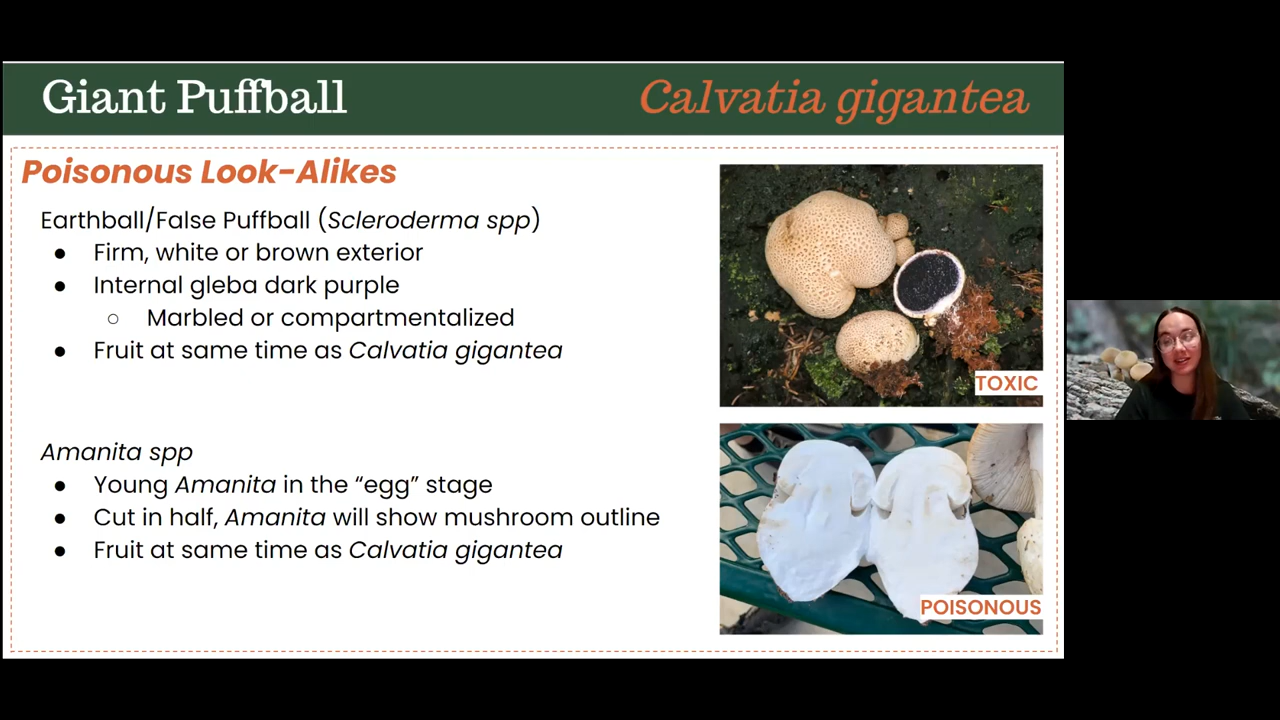 Giant Puffball
Calvatia gigantea
Poisonous Look-Alikes
Earthball/False Puffball (Scleroderma spp)
● Firm, white or brown exterior
● Internal gleba dark purple
○ Marbled or compartmentalized
● Fruit at same time as Calvatia gigantea
TOXIC
Amanita spp
● Young Amanita in the “egg” stage
● Cut in half, Amanita will show mushroom outline
● Fruit at same time as Calvatia gigantea
POISONOUS